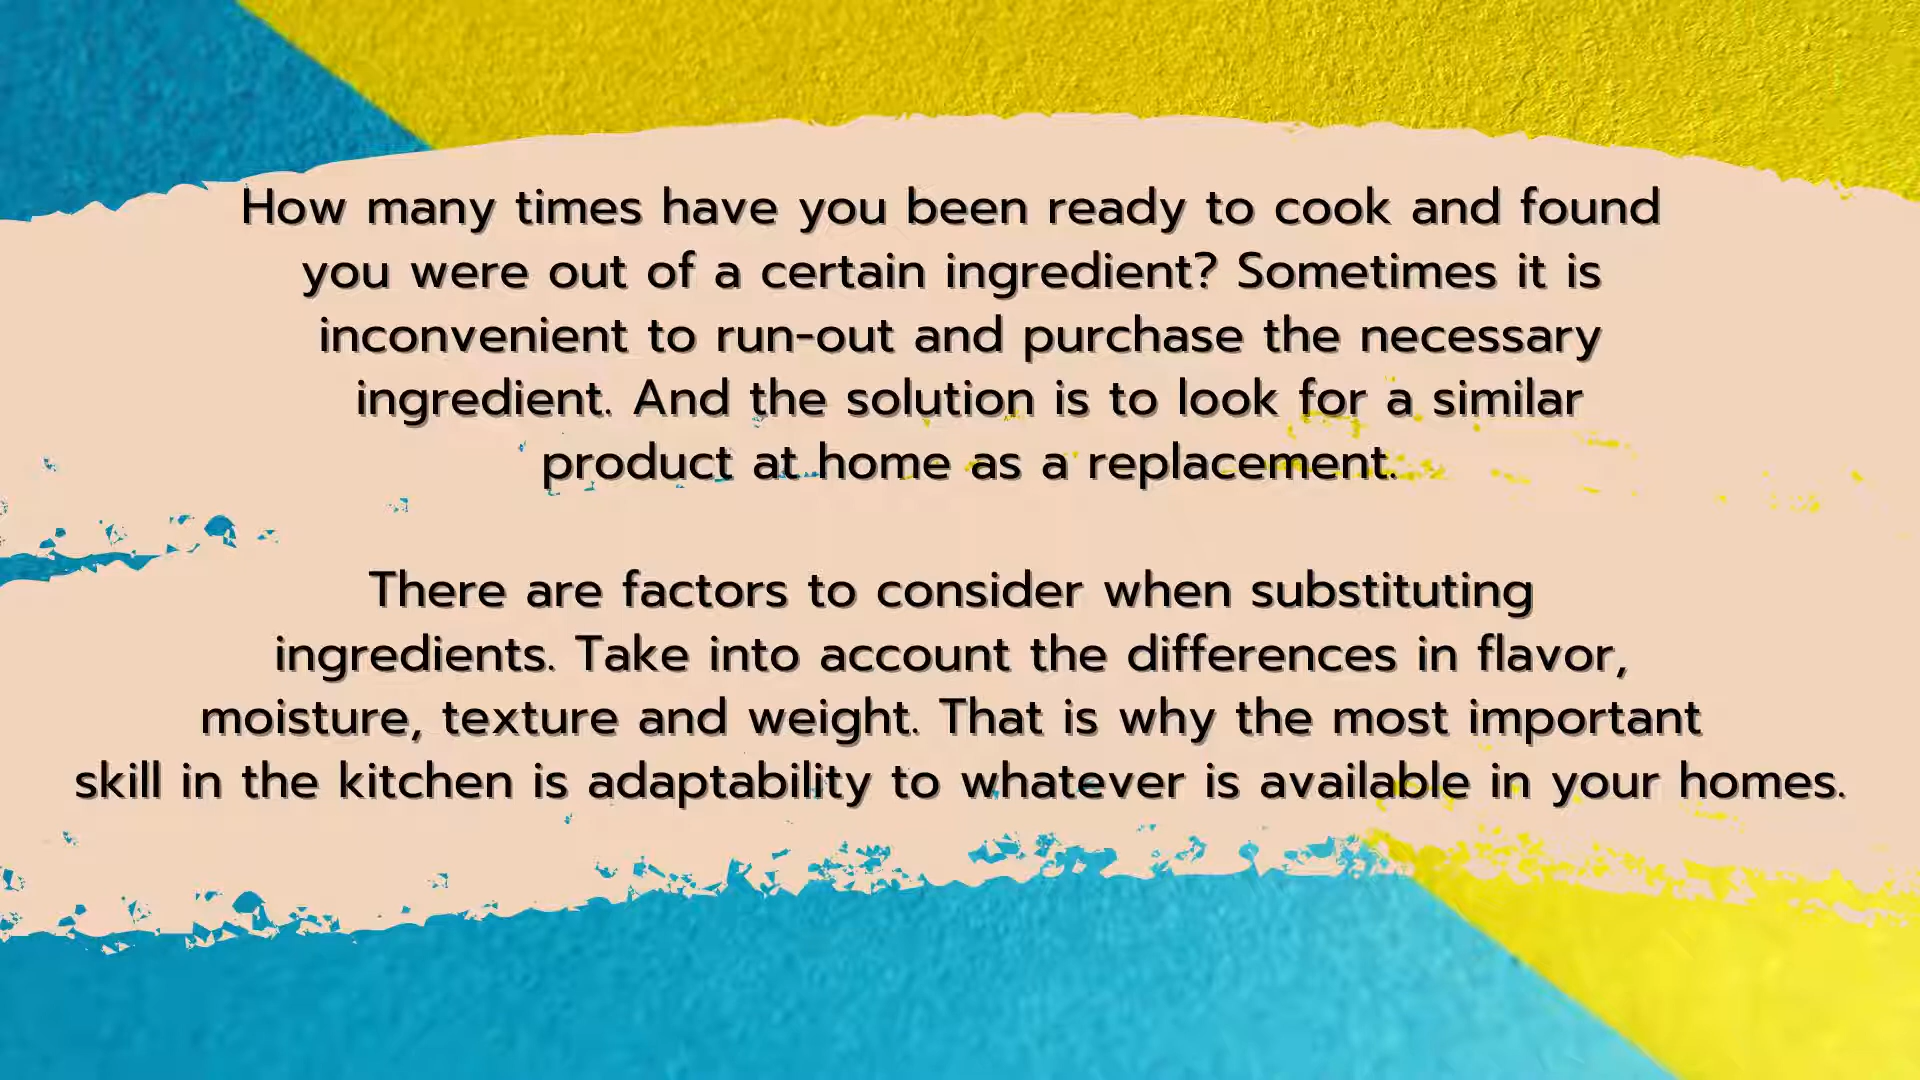 How many times have you been ready to cook and found
you were out of a certain ingredient? Sometimes it is
inconvenient to run-out and purchase the necessary
ingredient. And the solution is to look for a similar
product at home as a replacement.
There are factors to consider when substituting
ingredients. Take into account the differences in flavor,
moisture, texture and weight. That is why the most important
skill in the kitchen is adaptability to whatever is available in your homes.